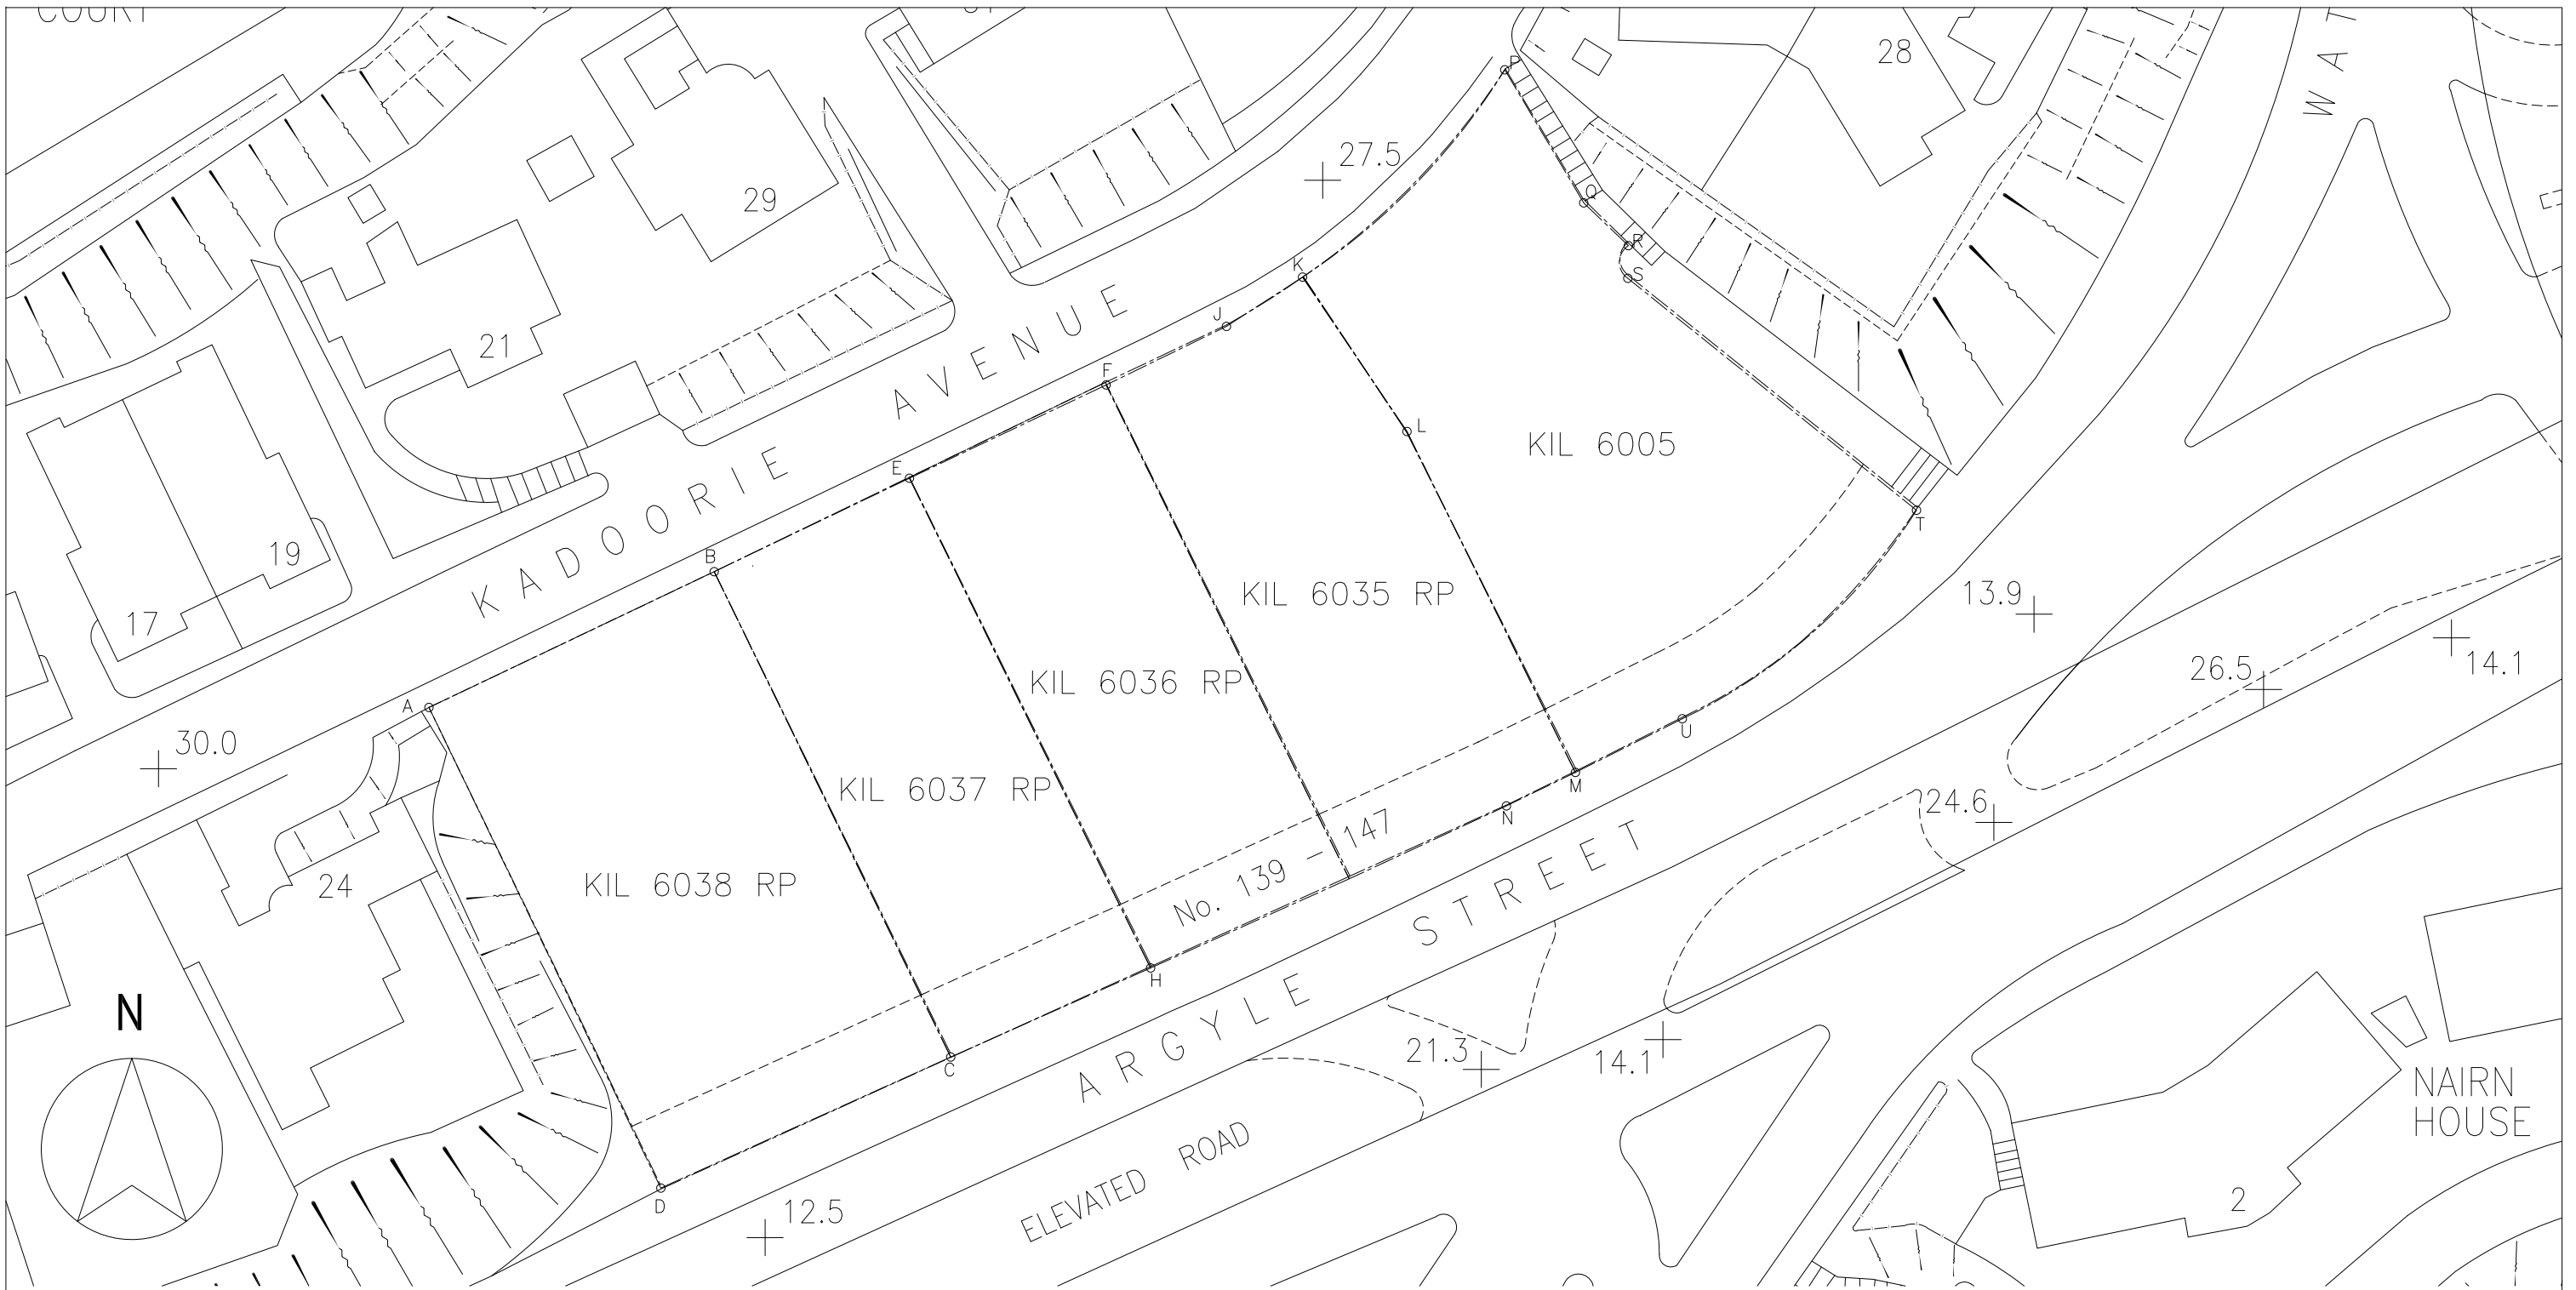 COURT
28
WAT
P
27.5
29
Q
R
S
K
J
21
F
L
KIL 6005
E
KADOORIE AVENUE
T
B
19
17
KIL 6035 RP
13.9
14.1
26.5
KIL 6036 RP
A
30.0
U
M
N
KIL 6037 RP
24.6
No. 139 - 147
24
KIL 6038 RP
ARGYLE STREET
H
N
C
21.3
14.1
NAIRN
HOUSE
ELEVATED ROAD
D
12.5
2